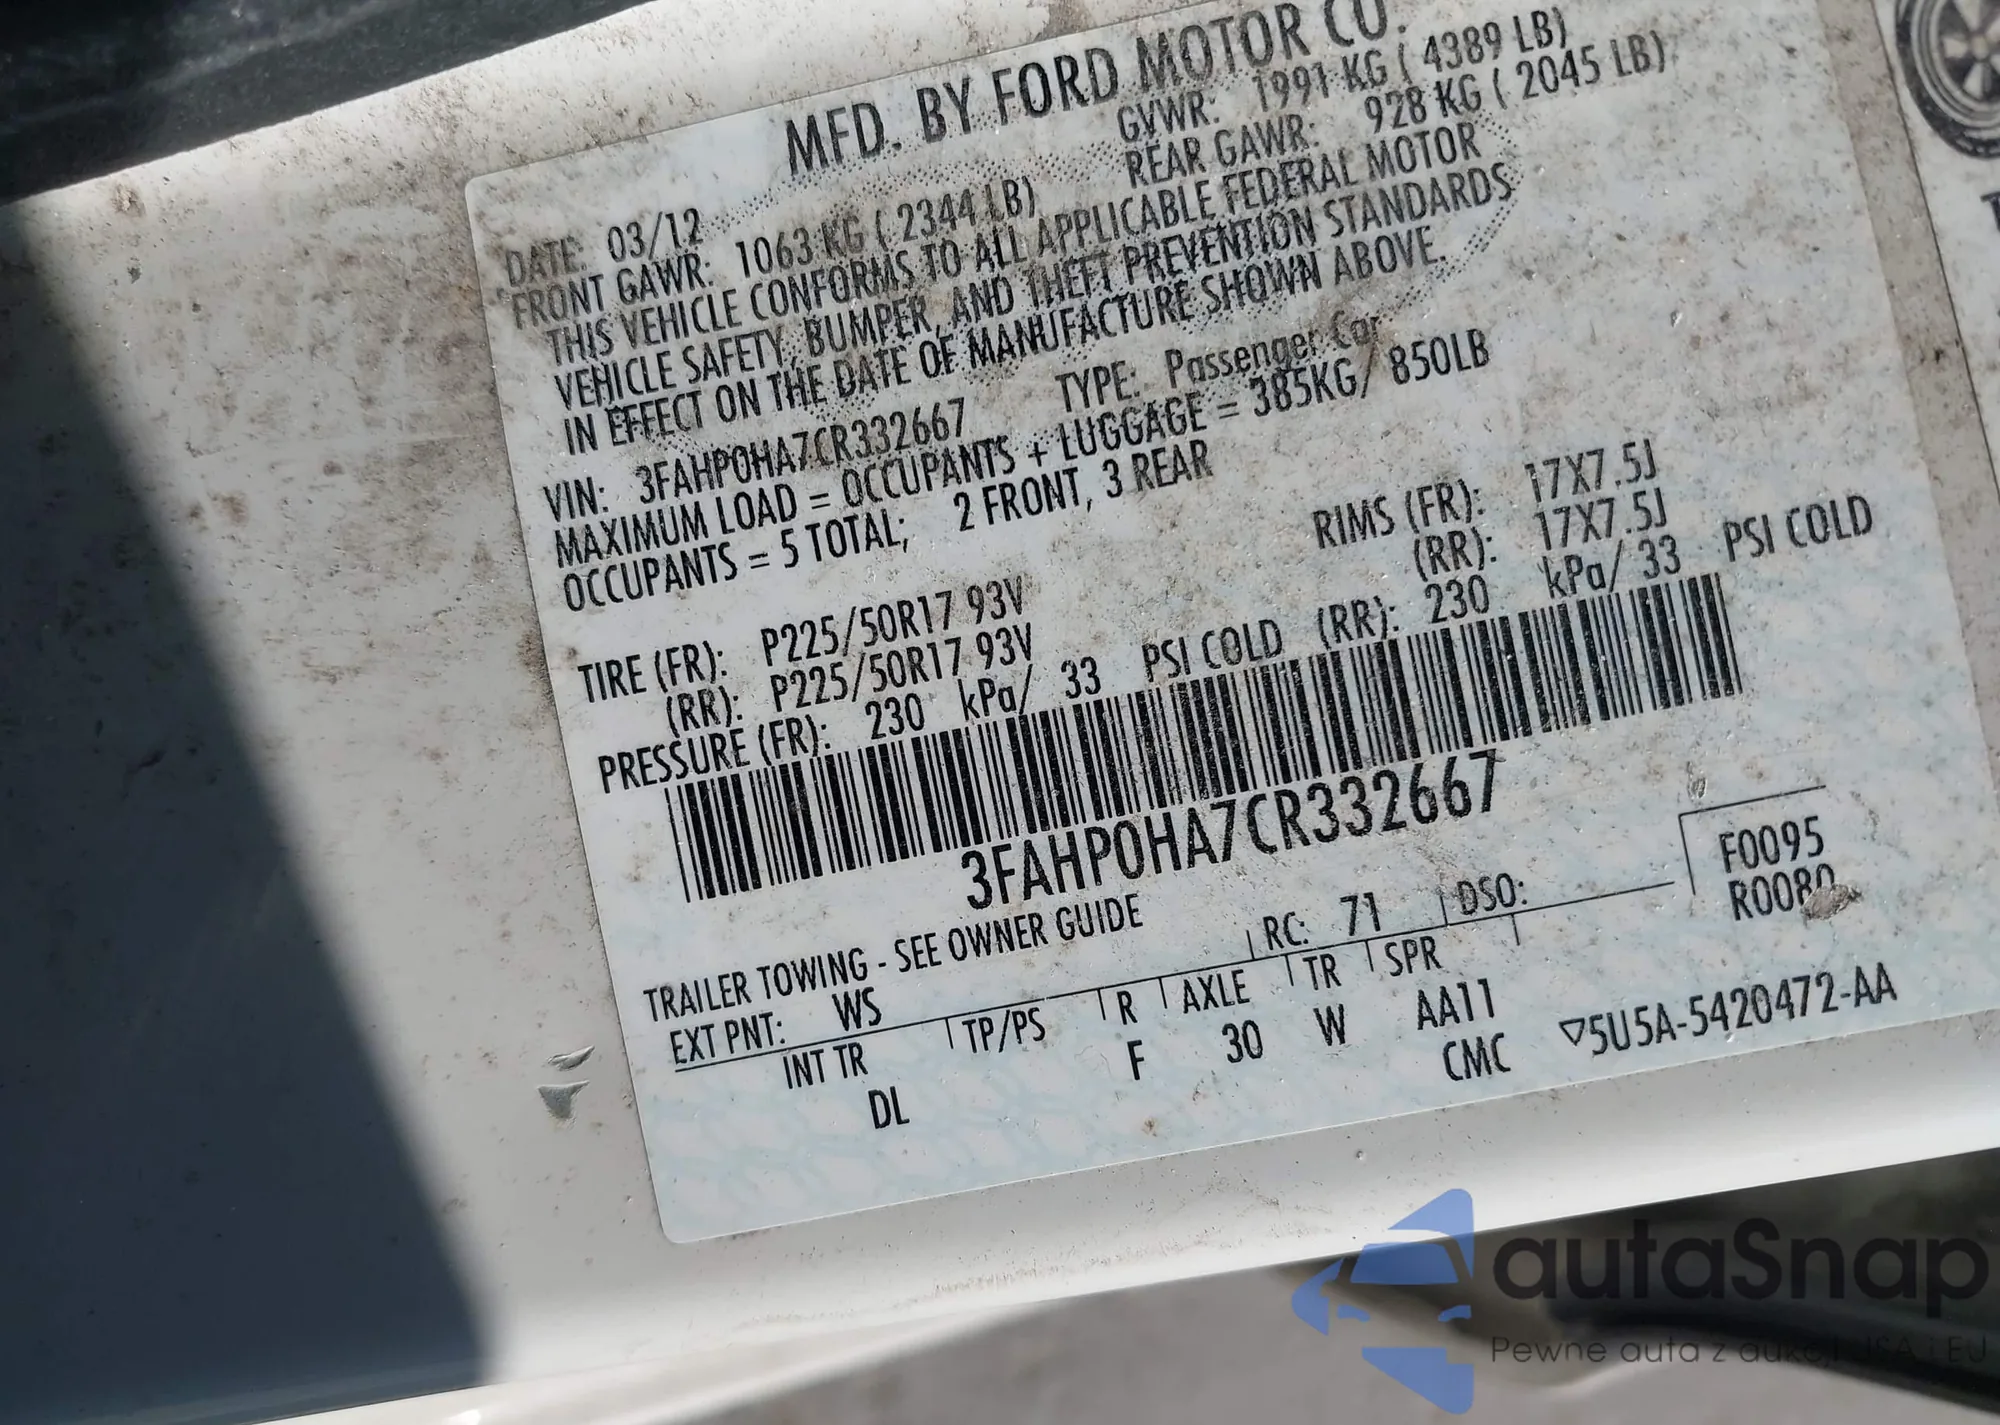 MFD. BY FORD MOTOR CO.
DATE: 03/12 GVWR: 1991 KG ( 4389 LB)
FRONT GAWR: 1063 KG ( 2344 LB) REAR GAWR: 928 KG ( 2045 LB)
THIS VEHICLE CONFORMS TO ALL APPLICABLE FEDERAL MOTOR
VEHICLE SAFETY, BUMPER, AND THEFT PREVENTION STANDARDS
IN EFFECT ON THE DATE OF MANUFACTURE SHOWN ABOVE.
VIN: 3FAHP0HA7CR332667 TYPE: Passenger Car
MAXIMUM LOAD = OCCUPANTS + LUGGAGE = 385KG/ 850LB
OCCUPANTS = 5 TOTAL; 2 FRONT, 3 REAR
TIRE (FR): P225/50R17 93V RIMS (FR): 17X7.5J
(RR): P225/50R17 93V (RR): 17X7.5J
PRESSURE (FR): 230 kPa/ 33 PSI COLD (RR): 230 kPa/ 33 PSI COLD
3FAHP0HA7CR332667
F0095
R0080
TRAILER TOWING - SEE OWNER GUIDE
EXT PNT: WS RC: 71 DSO:
INT TR TP/PS R AXLE TR SPR
DL F 30 W AA11
CMC ▽5U5A-5420472-AA
autaSnap
Pewne auta z aukcji USA i EU